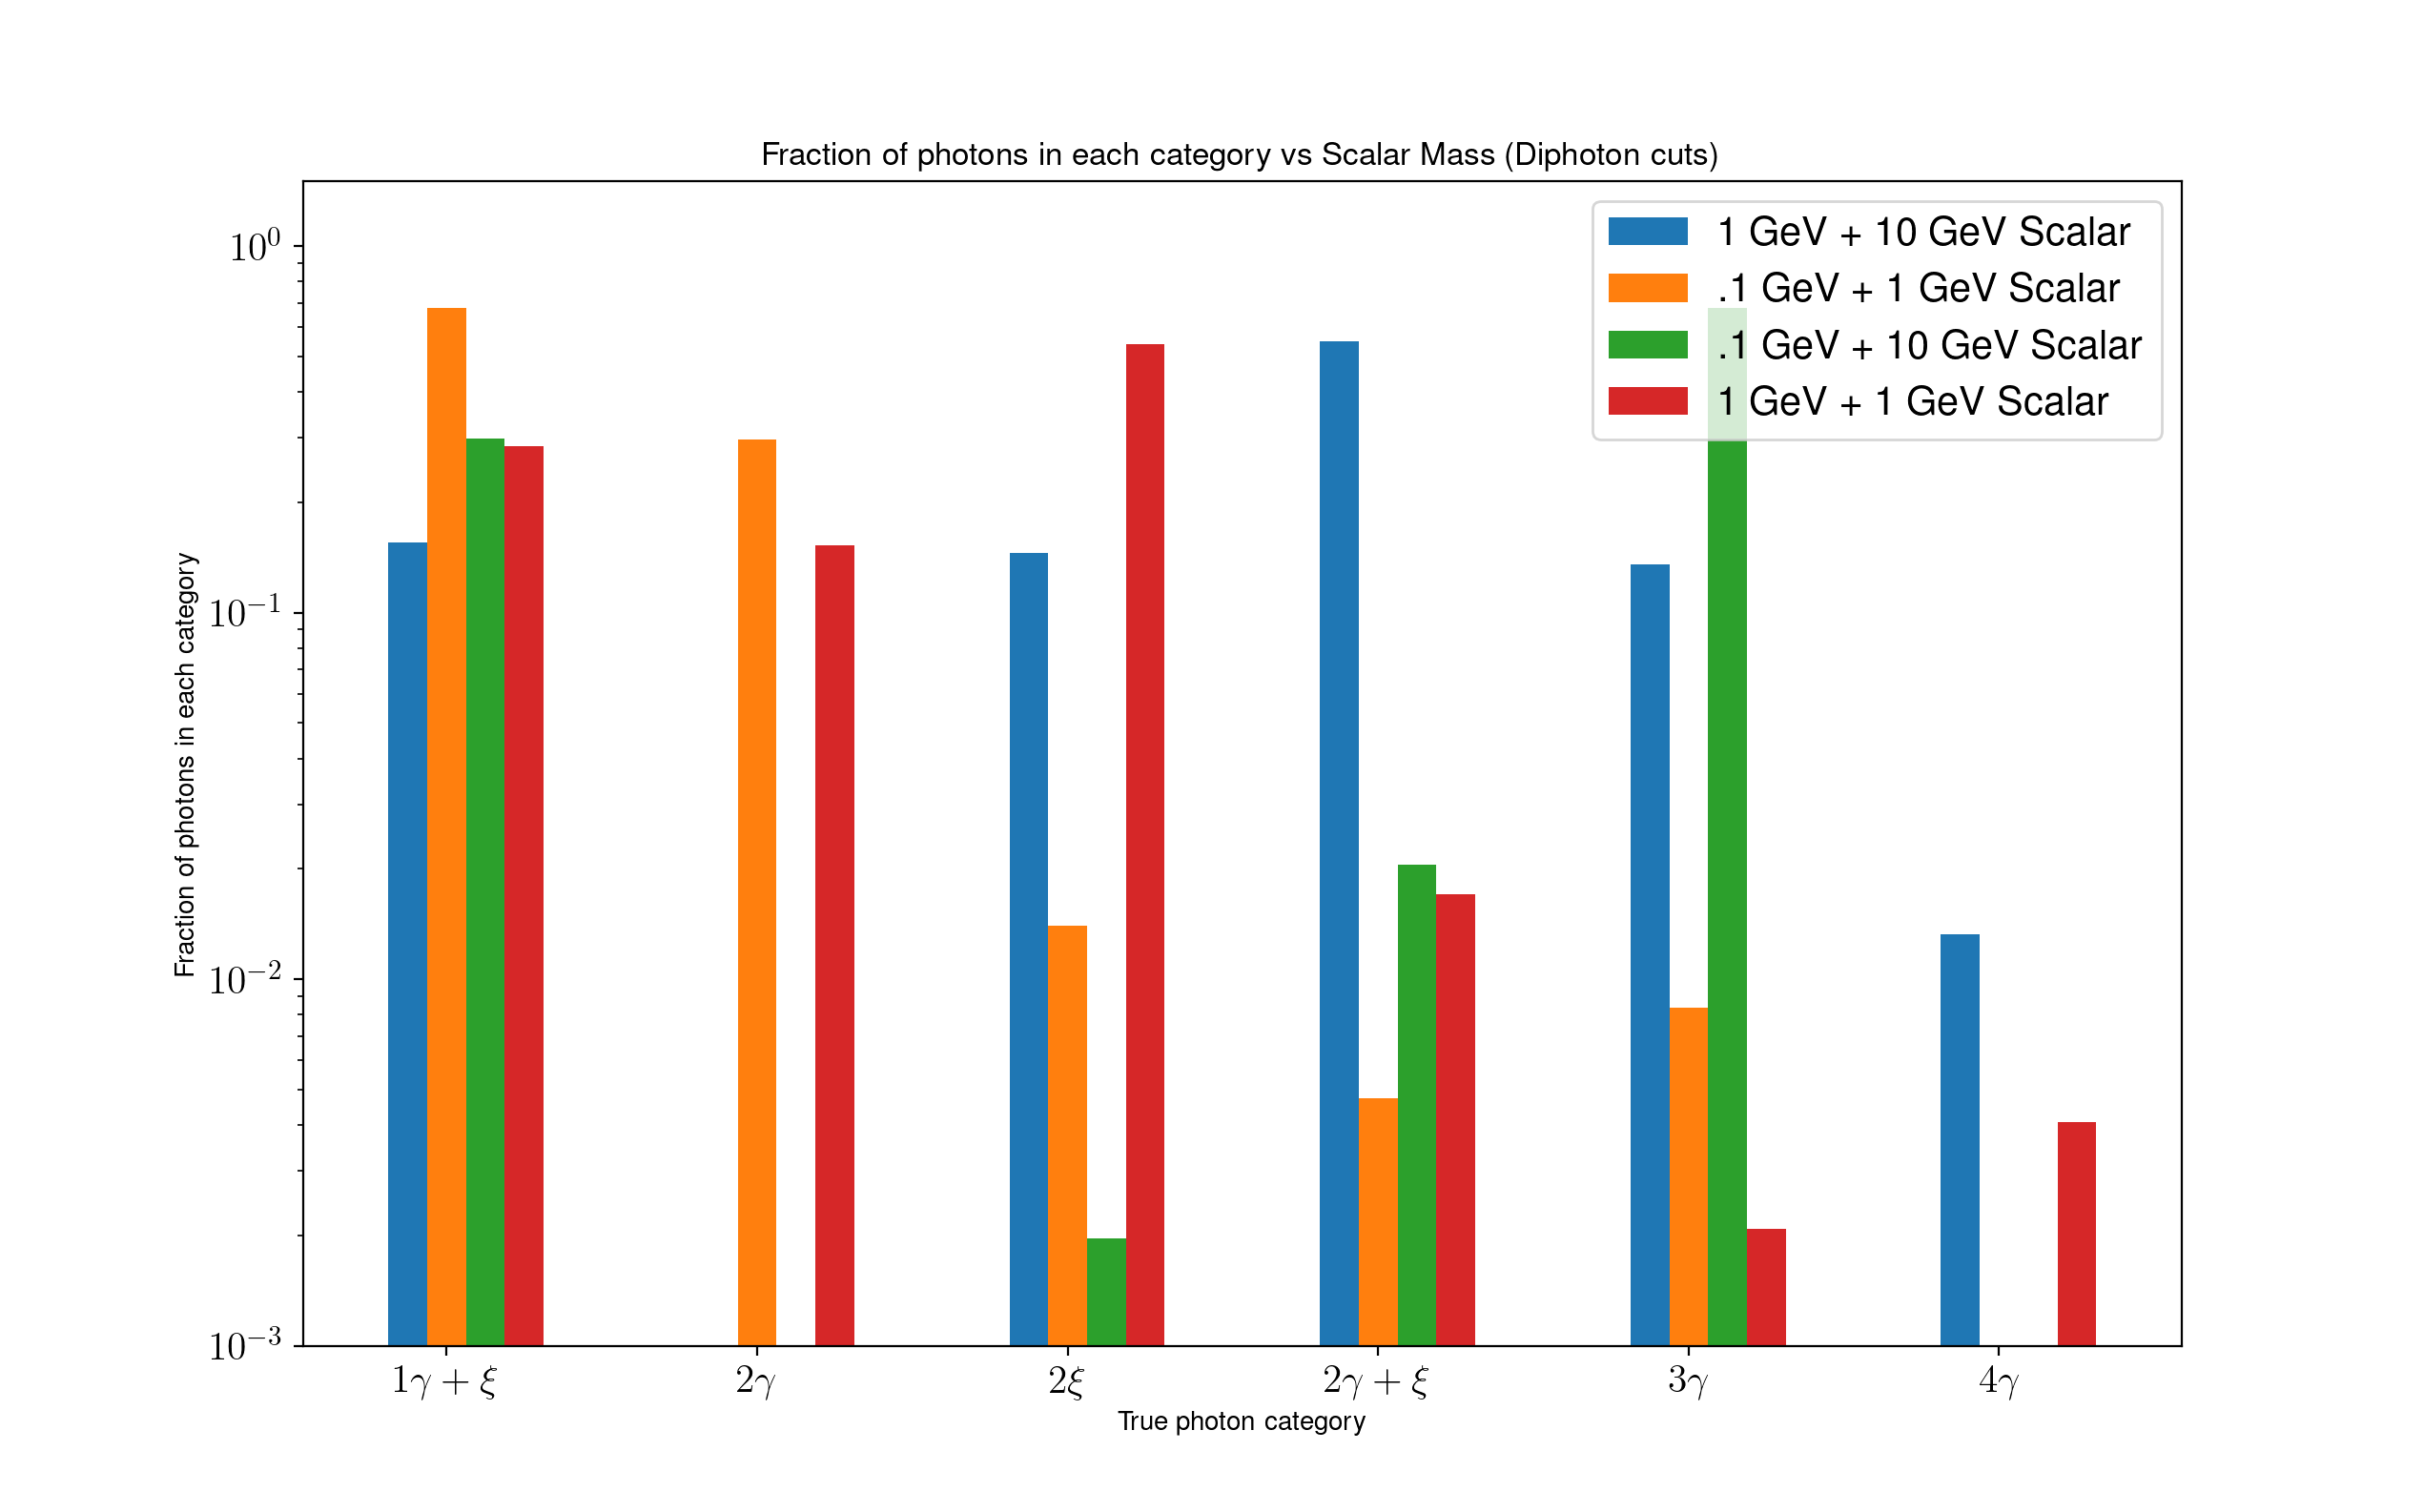 Fraction of photons in each category vs Scalar Mass (Diphoton cuts)
1 GeV + 10 GeV Scalar
.1 GeV + 1 GeV Scalar
.1 GeV + 10 GeV Scalar
1 GeV + 1 GeV Scalar
Fraction of photons in each category
10⁰
10⁻¹
10⁻²
10⁻³
1γ + ξ 2γ 2ξ 2γ + ξ 3γ 4γ
True photon category